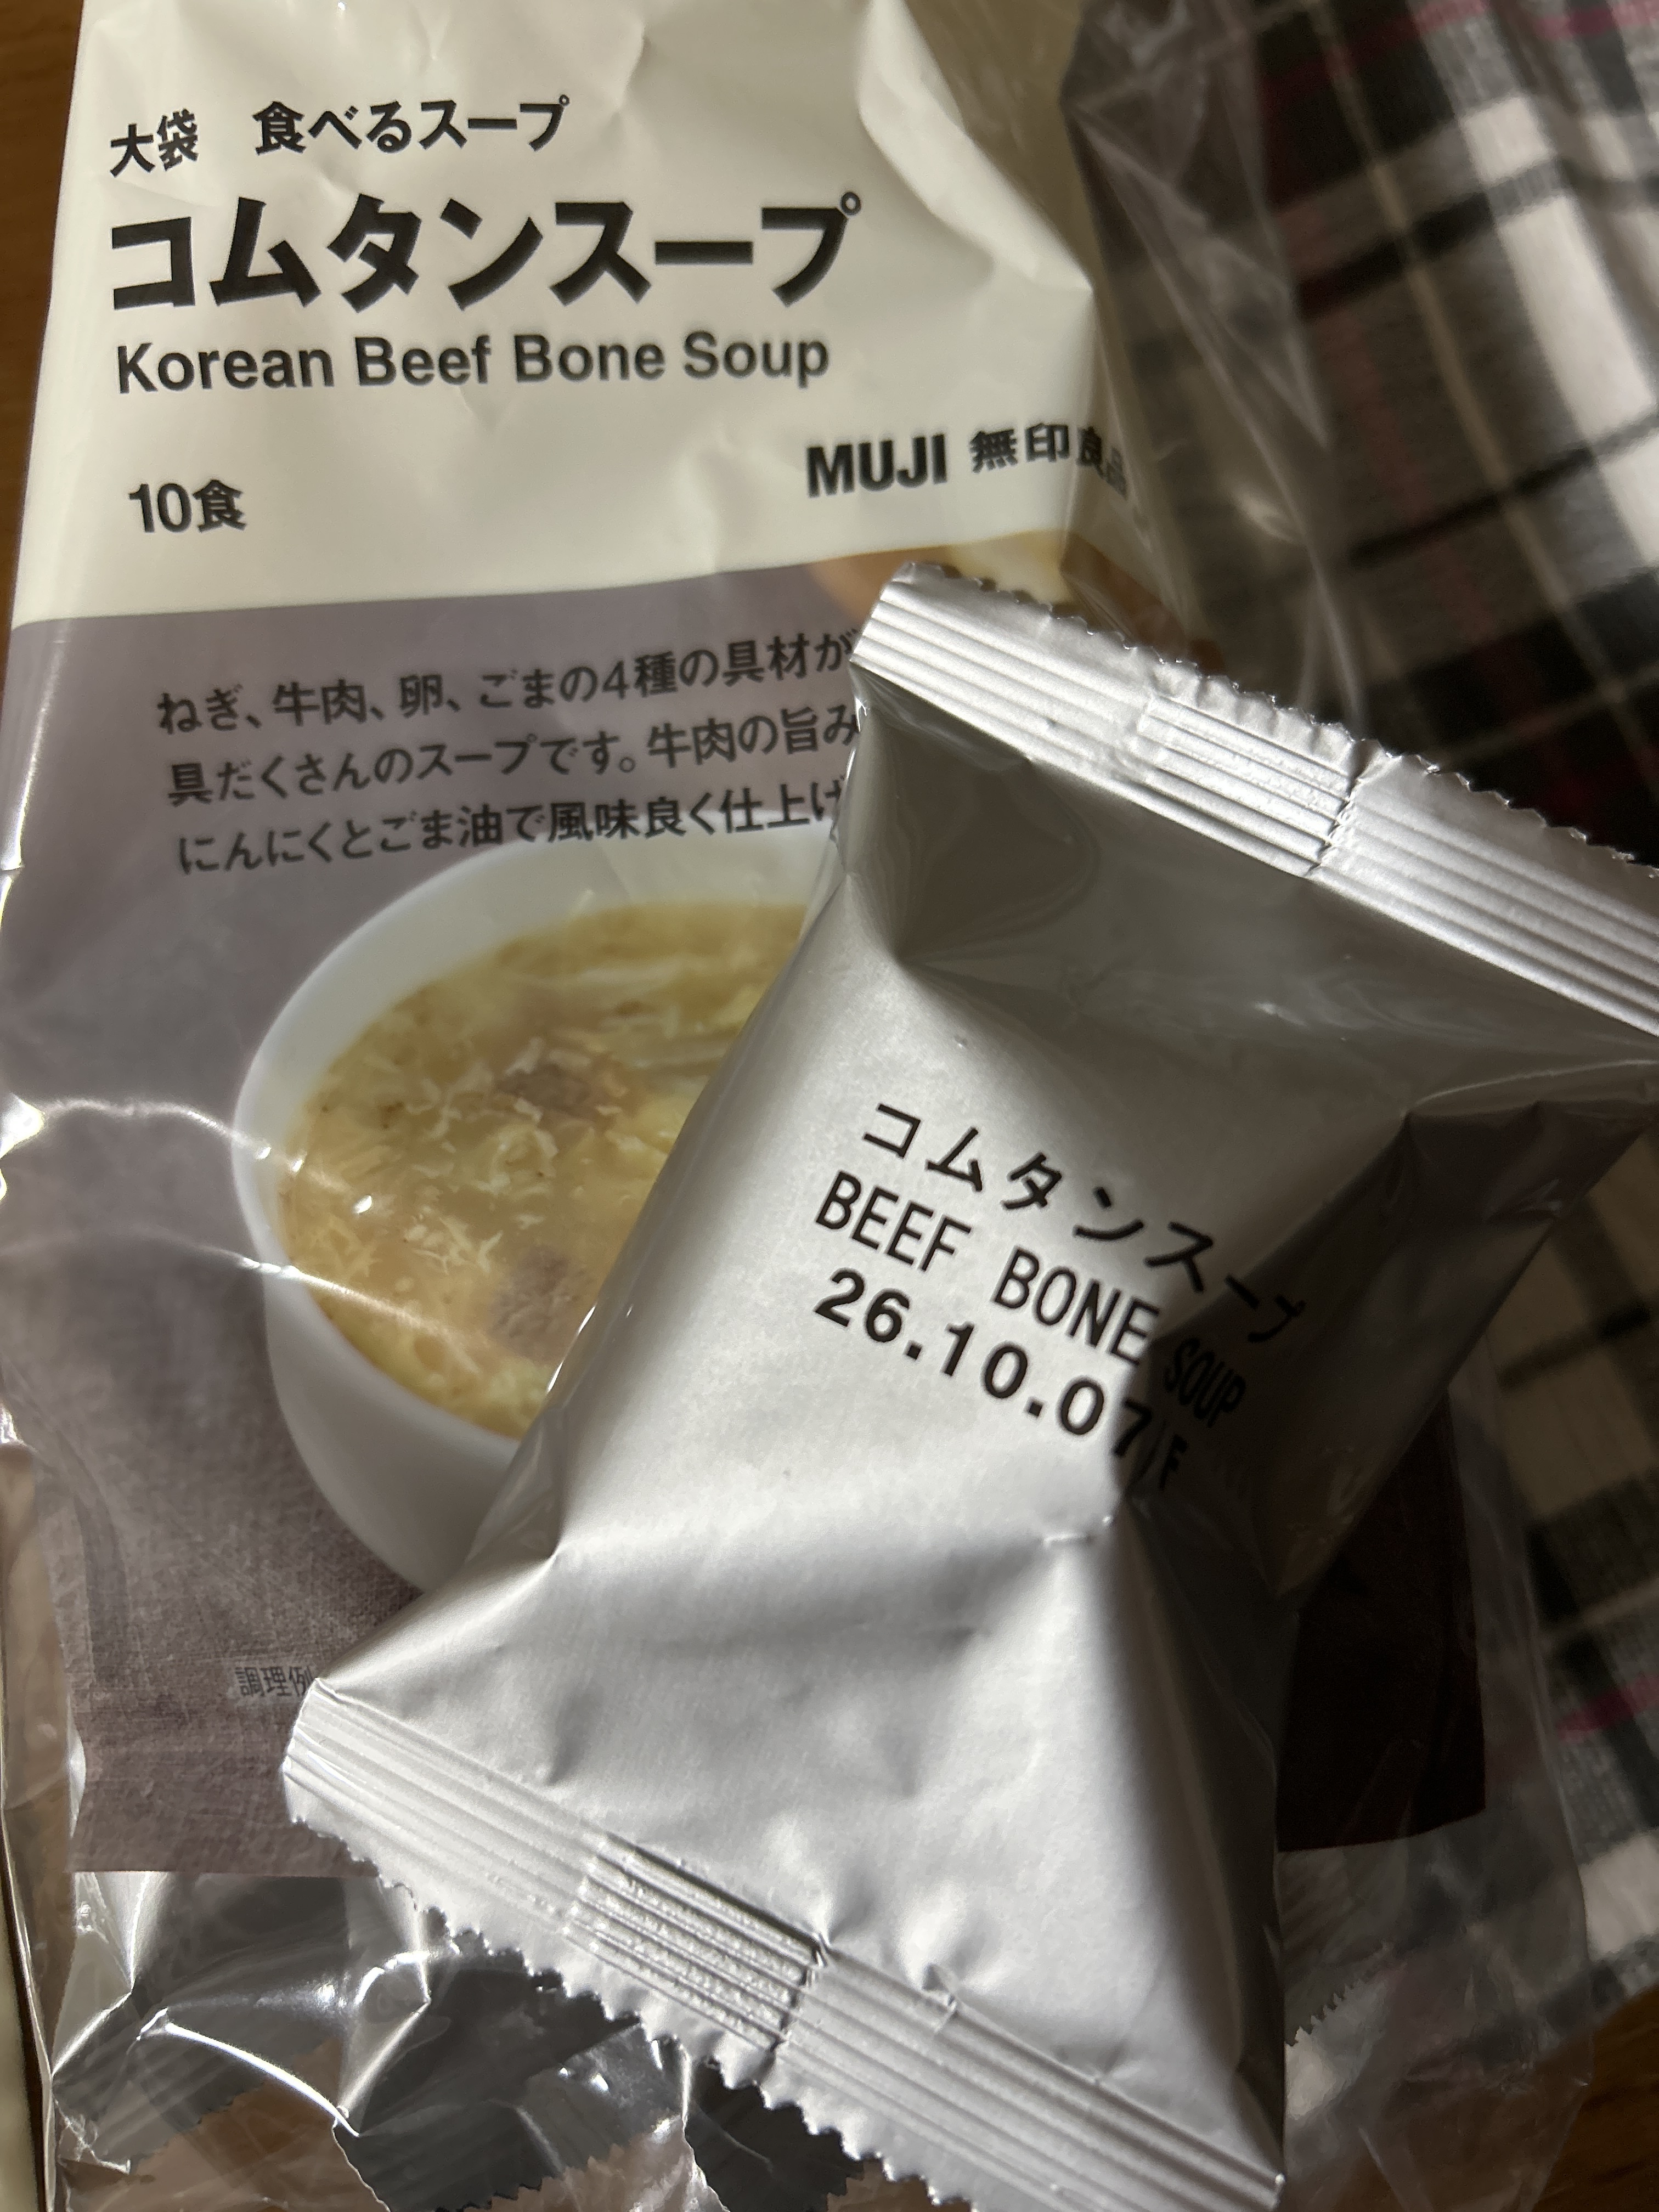 大袋　食べるスープ
コムタンスープ
Korean Beef Bone Soup
MUJI 無印良品
10食
ねぎ、牛肉、卵、ごまの4種の具材が
具だくさんのスープです。牛肉の旨み
にんにくとごま油で風味良く仕上げ
調理例
コムタンスープ
BEEF BONE SOUP
26.10.07/F